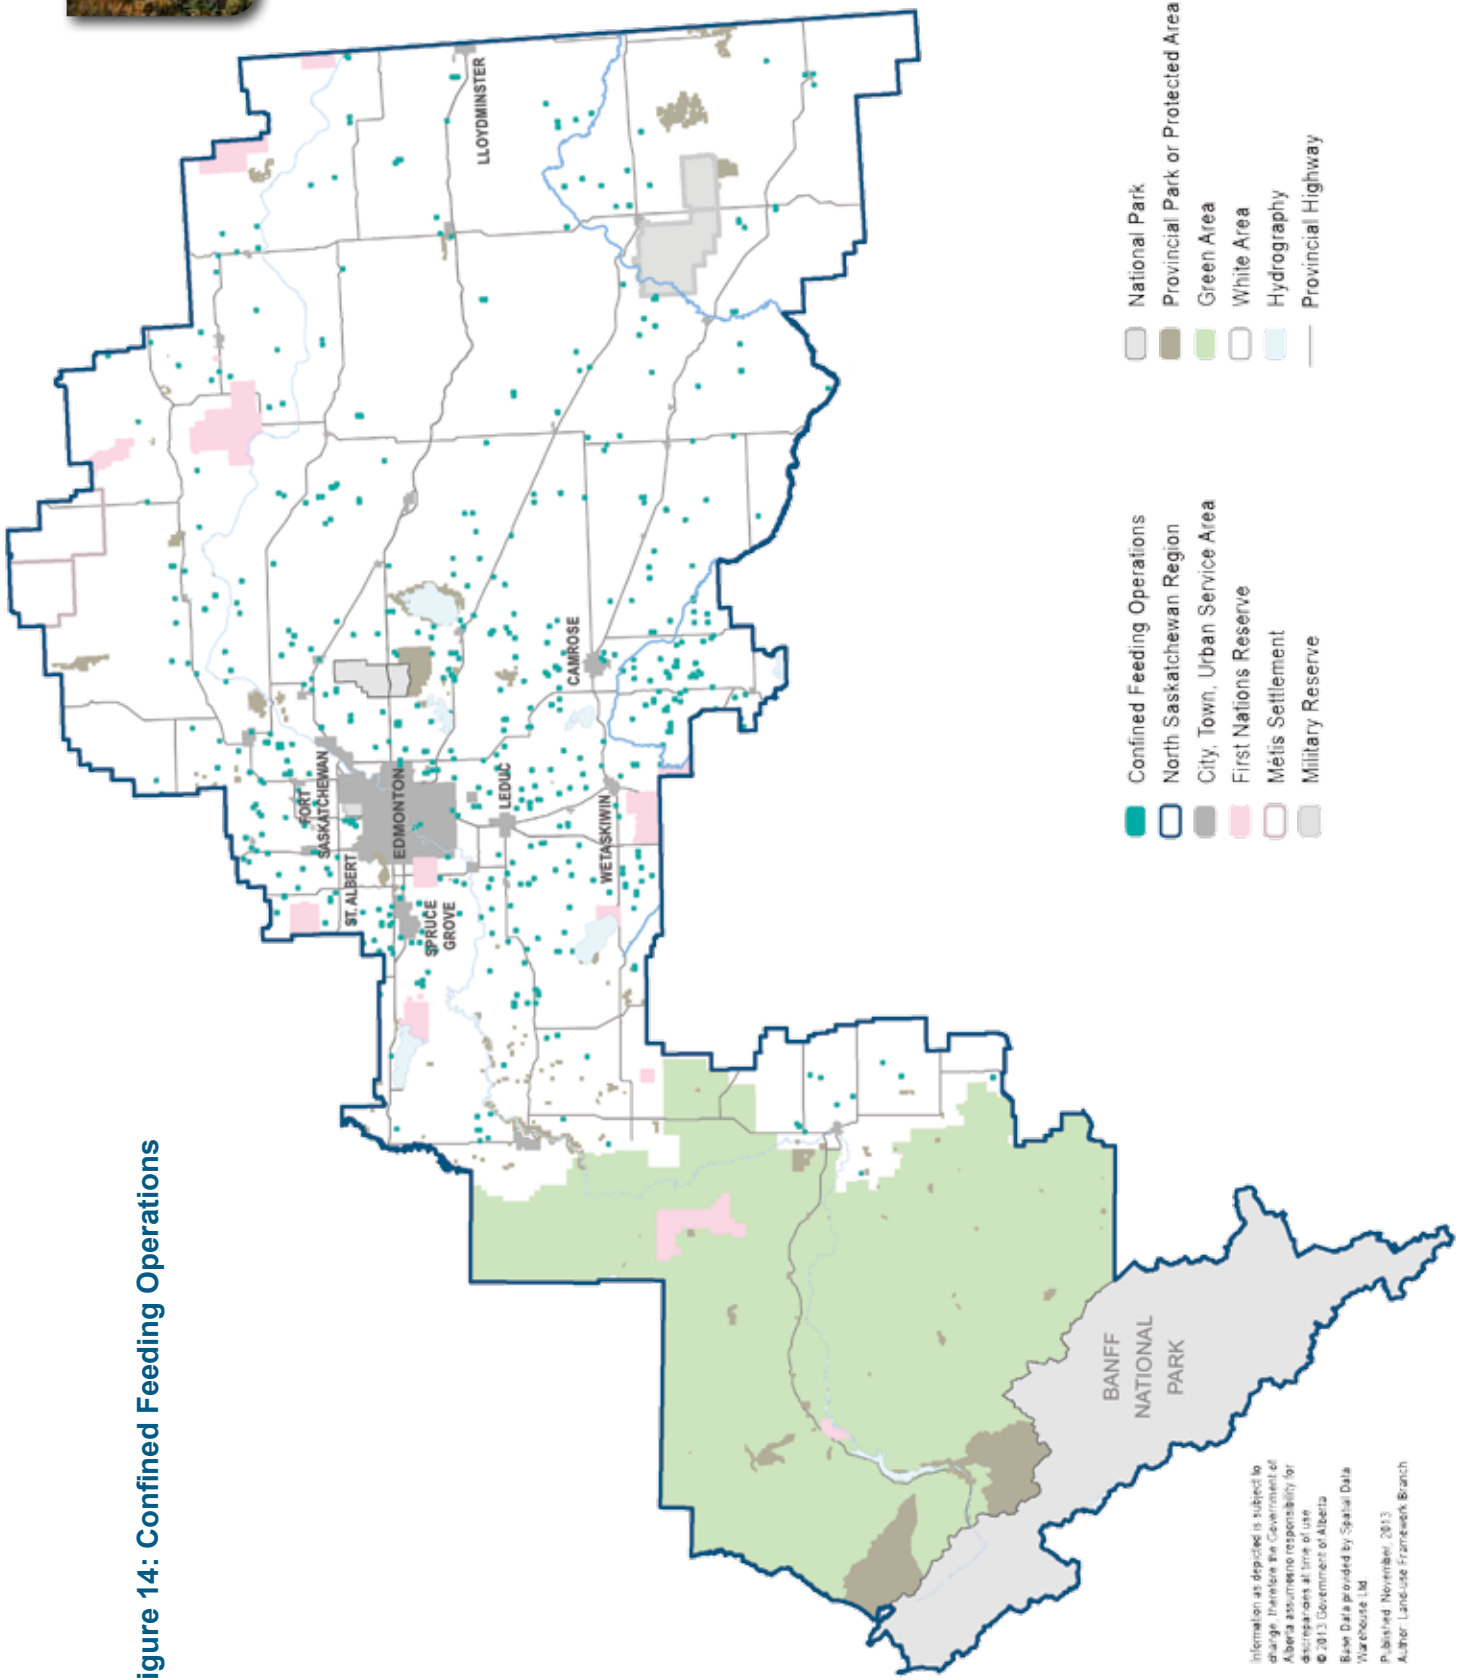 igure 14: Confined Feeding Operations
LLOYDMINSTER
CAMROSE
FORT
SASKATCHEWAN
ST. ALBERT
EDMONTON
LEDUC
WETASKIWIN
SPRUCE
GROVE
BANFF
NATIONAL
PARK
Confined Feeding Operations
North Saskatchewan Region
City, Town, Urban Service Area
First Nations Reserve
Métis Settlement
Military Reserve
National Park
Provincial Park or Protected Area
Green Area
White Area
Hydrography
Provincial Highway
Information as depicted is subject to
change, therefore the Government of
Alberta assumes no responsibility for
discrepancies at time of use
© 2013 Government of Alberta
Base Data provided by Spatial Data
Warehouse Ltd.
Published: November, 2013
Author: Land-use Framework Branch